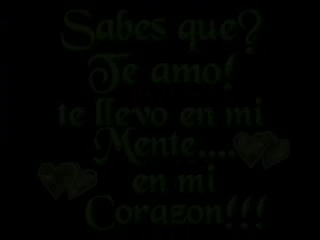 Sabes que?
Te amo!
te llevo en mi
Mente....
en mi
Corazon!!!